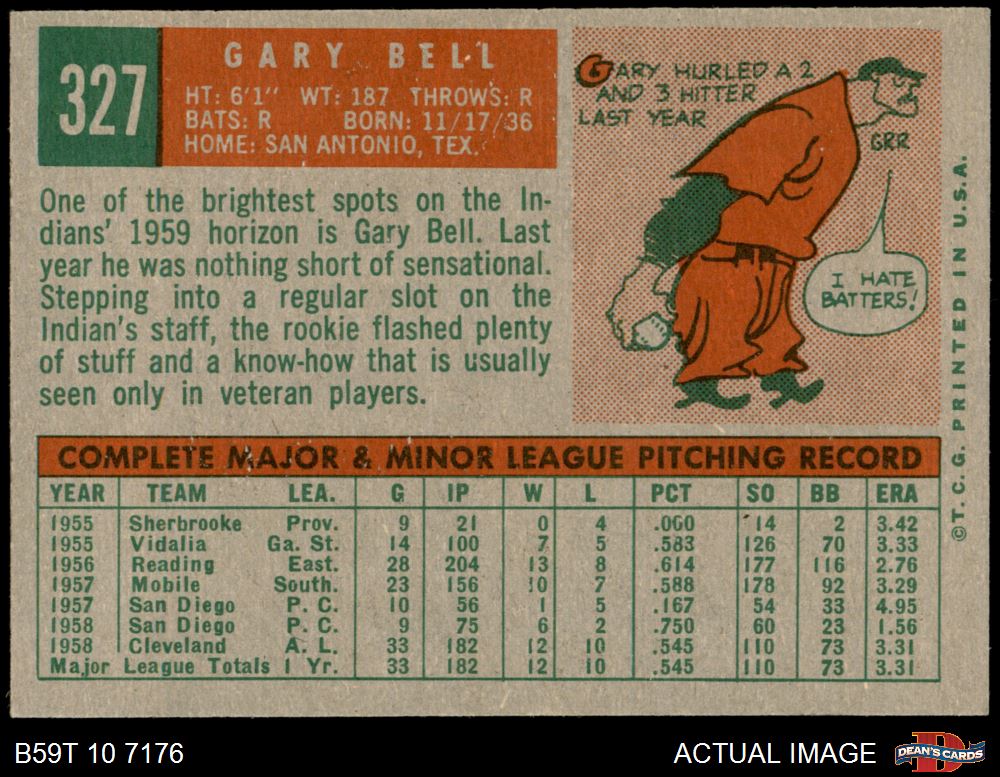 327
GARY BELL
HT: 6'1" WT: 187 THROWS: R
BATS: R BORN: 11/17/36
HOME: SAN ANTONIO, TEX.
GARY HURLED A 2
AND 3 HITTER
LAST YEAR
GRR
I HATE
BATTERS!
One of the brightest spots on the In-
dians' 1959 horizon is Gary Bell. Last
year he was nothing short of sensational.
Stepping into a regular slot on the
Indian's staff, the rookie flashed plenty
of stuff and a know-how that is usually
seen only in veteran players.
©T. C. G. PRINTED IN U.S.A.
COMPLETE MAJOR & MINOR LEAGUE PITCHING RECORD
YEAR TEAM LEA. G IP W L PCT SO BB ERA
1955 Sherbrooke Prov. 9 21 0 4 .000 14 2 3.42
1955 Vidalia Ga. St. 14 100 7 5 .583 126 70 3.33
1956 Reading East. 28 204 13 8 .614 177 116 2.76
1957 Mobile South. 23 156 10 7 .588 178 92 3.29
1957 San Diego P. C. 10 56 1 5 .167 54 33 4.95
1958 San Diego P. C. 9 75 6 2 .750 60 23 1.56
1958 Cleveland A. L. 33 182 12 10 .545 110 73 3.31
Major League Totals 1 Yr. 33 182 12 10 .545 110 73 3.31
B59T 10 7176
ACTUAL IMAGE
DEAN'S CARDS